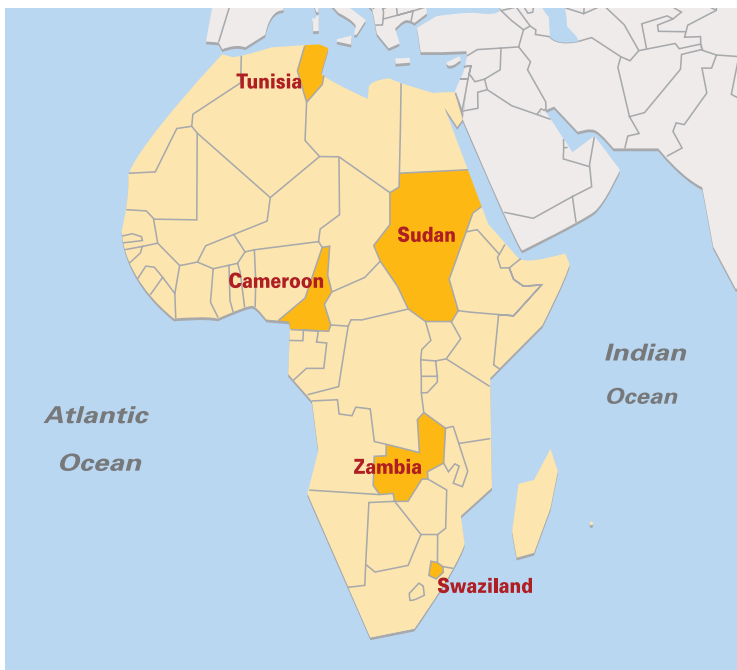 Tunisia
Sudan
Cameroon
Indian
Ocean
Atlantic
Ocean
Zambia
Swaziland